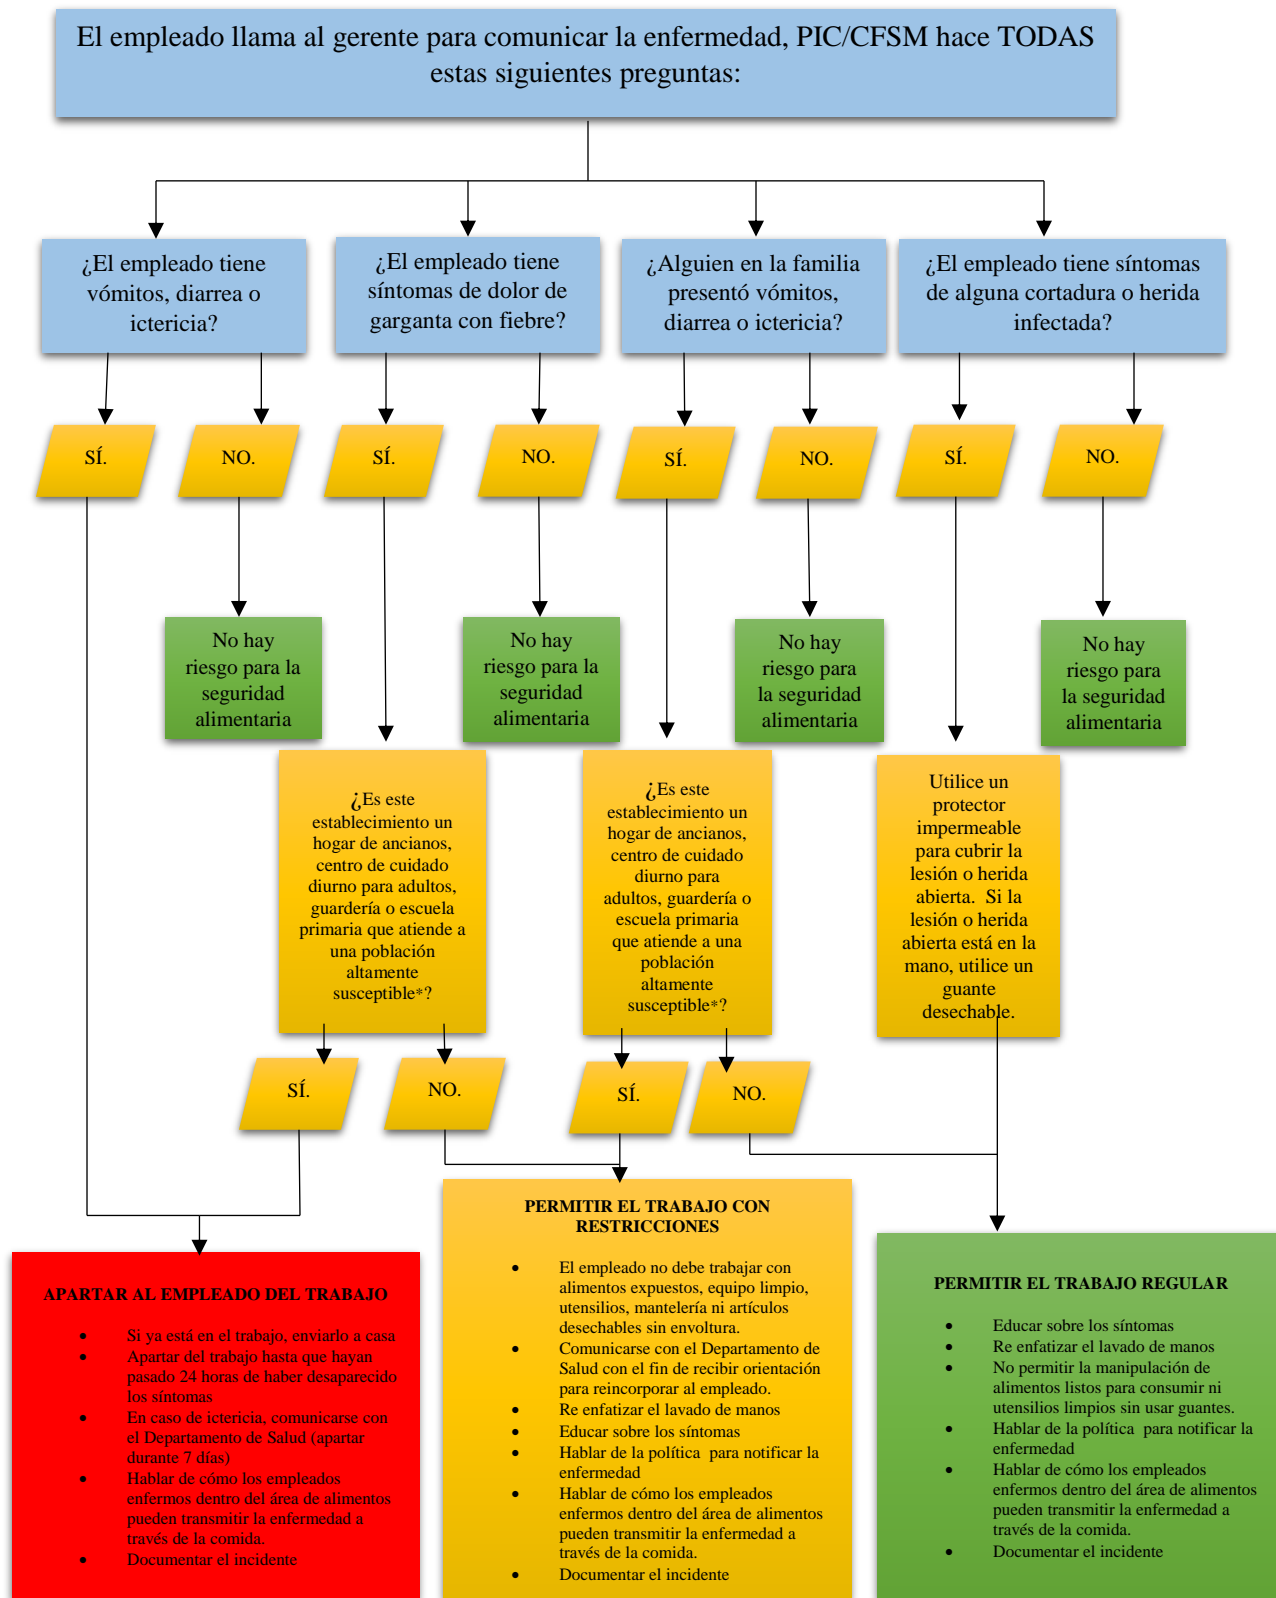 El empleado llama al gerente para comunicar la enfermedad, PIC/CFSM hace TODAS
estas siguientes preguntas:
¿El empleado tiene
vómitos, diarrea o
ictericia?
¿El empleado tiene
síntomas de dolor de
garganta con fiebre?
¿Alguien en la familia
presentó vómitos,
diarrea o ictericia?
¿El empleado tiene síntomas
de alguna cortadura o herida
infectada?
SÍ.
NO.
SÍ.
NO.
SÍ.
NO.
SÍ.
NO.
No hay
riesgo para la
seguridad
alimentaria
No hay
riesgo para la
seguridad
alimentaria
No hay
riesgo para
la seguridad
alimentaria
No hay
riesgo para
la seguridad
alimentaria
¿Es este
establecimiento un
hogar de ancianos,
centro de cuidado
diurno para adultos,
guardería o escuela
primaria que atiende a
una población
altamente
susceptible*?
¿Es este
establecimiento un
hogar de ancianos,
centro de cuidado
diurno para
adultos, guardería o
escuela primaria
que atiende a una
población
altamente
susceptible*?
Utilice un
protector
impermeable
para cubrir la
lesión o herida
abierta.  Si la
lesión o herida
abierta está en la
mano, utilice un
guante
desechable.
SÍ.
NO.
SÍ.
NO.
APARTAR AL EMPLEADO DEL TRABAJO
• Si ya está en el trabajo, enviarlo a casa
• Apartar del trabajo hasta que hayan
pasado 24 horas de haber desaparecido
los síntomas
• En caso de ictericia, comunicarse con
el Departamento de Salud (apartar
durante 7 días)
• Hablar de cómo los empleados
enfermos dentro del área de alimentos
pueden transmitir la enfermedad a
través de la comida.
• Documentar el incidente
PERMITIR EL TRABAJO CON
RESTRICCIONES
• El empleado no debe trabajar con
alimentos expuestos, equipo limpio,
utensilios, mantelería ni artículos
desechables sin envoltura.
• Comunicarse con el Departamento de
Salud con el fin de recibir orientación
para reincorporar al empleado.
• Re enfatizar el lavado de manos
• Educar sobre los síntomas
• Hablar de la política  para notificar la
enfermedad
• Hablar de cómo los empleados
enfermos dentro del área de alimentos
pueden transmitir la enfermedad a
través de la comida.
• Documentar el incidente
PERMITIR EL TRABAJO REGULAR
• Educar sobre los síntomas
• Re enfatizar el lavado de manos
• No permitir la manipulación de
alimentos listos para consumir ni
utensilios limpios sin usar guantes.
• Hablar de la política para notificar la
enfermedad
• Hablar de cómo los empleados
enfermos dentro del área de alimentos
pueden transmitir la enfermedad a
través de la comida.
• Documentar el incidente